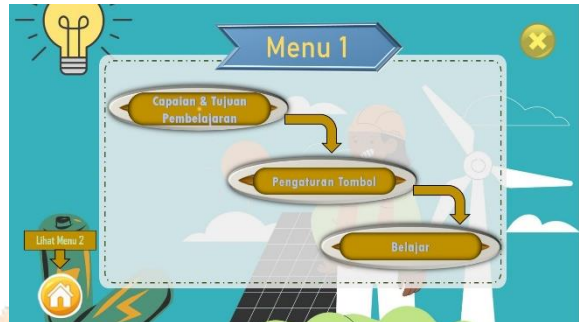 Menu 1
Capaian & Tujuan
Pembelajaran
Pengaturan Tombol
Belajar
Lihat Menu 2